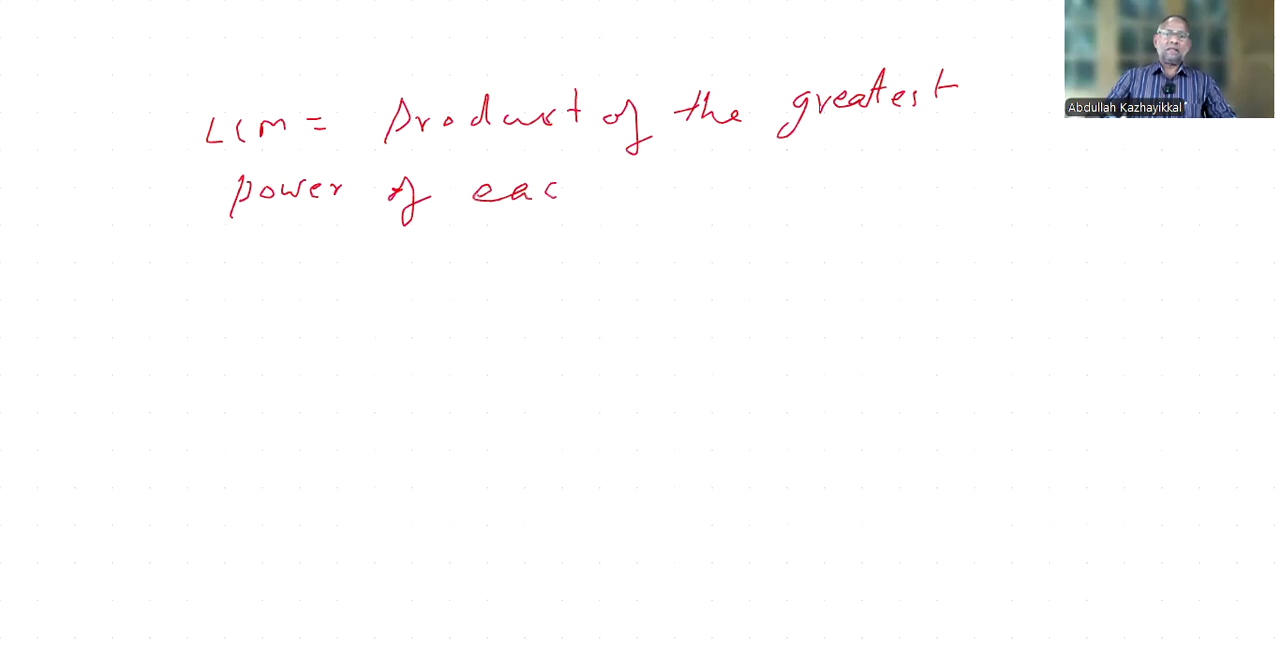 LCM = Product of the greatest
power of eac
Abdullah Kazhayikkal